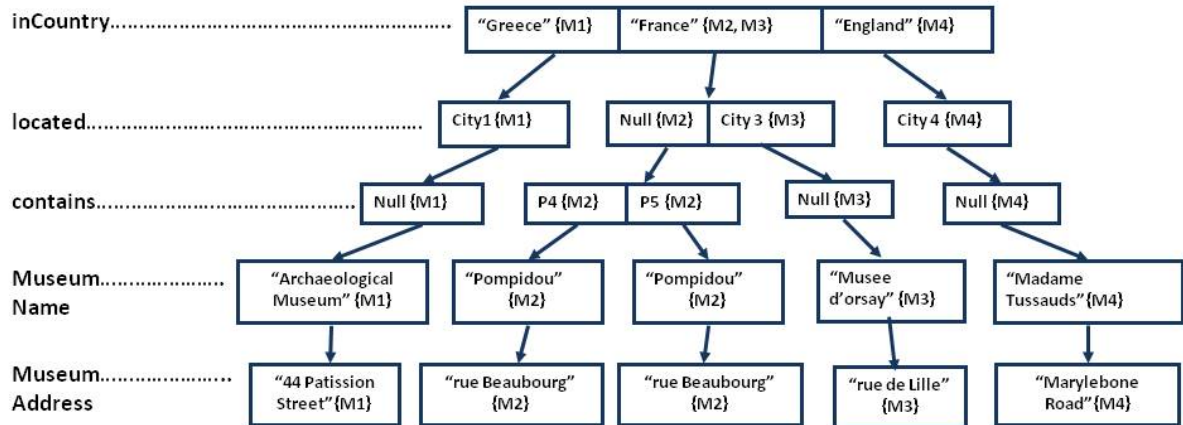 inCountry........................................................ "Greece" {M1} "France" {M2, M3} "England" {M4}
located........................................................ City1 {M1} Null {M2} City 3 {M3} City 4 {M4}
contains.................................................. Null {M1} P4 {M2} P5 {M2} Null {M3} Null {M4}
Museum.....................
Name
"Archaeological
Museum" {M1}
"Pompidou"
{M2}
"Pompidou"
{M2}
"Musee
d'orsay" {M3}
"Madame
Tussauds" {M4}
Museum......................
Address
"44 Patission
Street"{M1}
"rue Beaubourg"
{M2}
"rue Beaubourg"
{M2}
"rue de Lille"
{M3}
"Marylebone
Road"{M4}